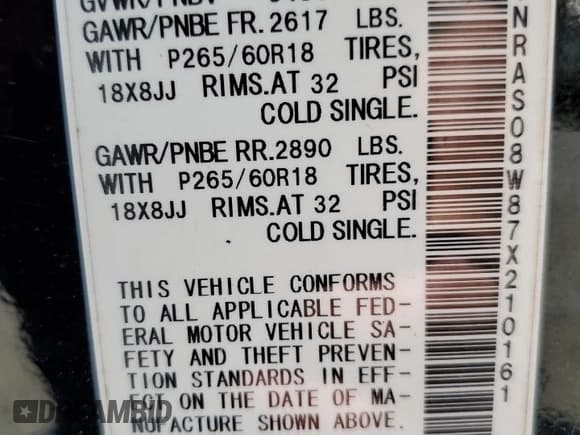 GVWR/PNBV
GAWR/PNBE FR. 2617 LBS.
WITH P265/60R18 TIRES,
18X8JJ RIMS. AT 32 PSI
COLD SINGLE.
GAWR/PNBE RR. 2890 LBS.
WITH P265/60R18 TIRES,
18X8JJ RIMS. AT 32 PSI
COLD SINGLE.
THIS VEHICLE CONFORMS
TO ALL APPLICABLE FED-
ERAL MOTOR VEHICLE SA-
FETY AND THEFT PREVEN-
TION STANDARDS IN EFF-
ECT ON THE DATE OF MA-
NUFACTURE SHOWN ABOVE.
NRAS08W87X210161